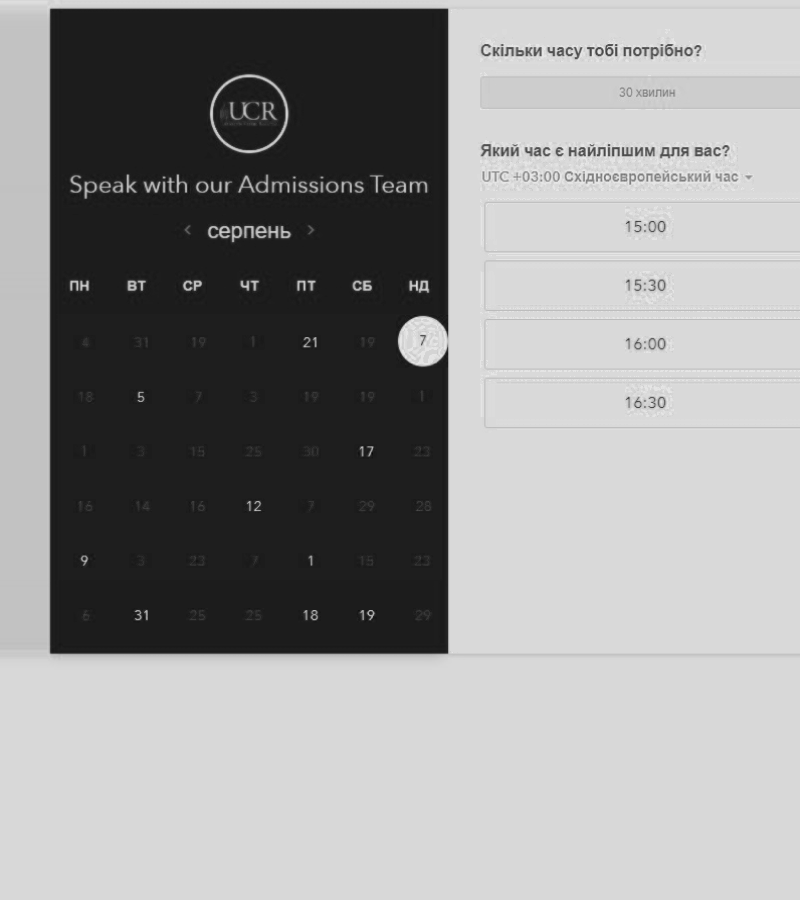 UCR
Speak with our Admissions Team
< серпень >
ПН ВТ СР ЧТ ПТ СБ НД
4 31 19 1 21 19 7
18 5 7 3 19 19 1
1 3 15 25 30 17 23
16 14 16 12 7 29 28
9 3 23 7 1 15 23
6 31 25 25 18 19 29
Скільки часу тобі потрібно?
30 хвилин
Який час є найліпшим для вас?
UTC +03:00 Східноєвропейський час
15:00
15:30
16:00
16:30